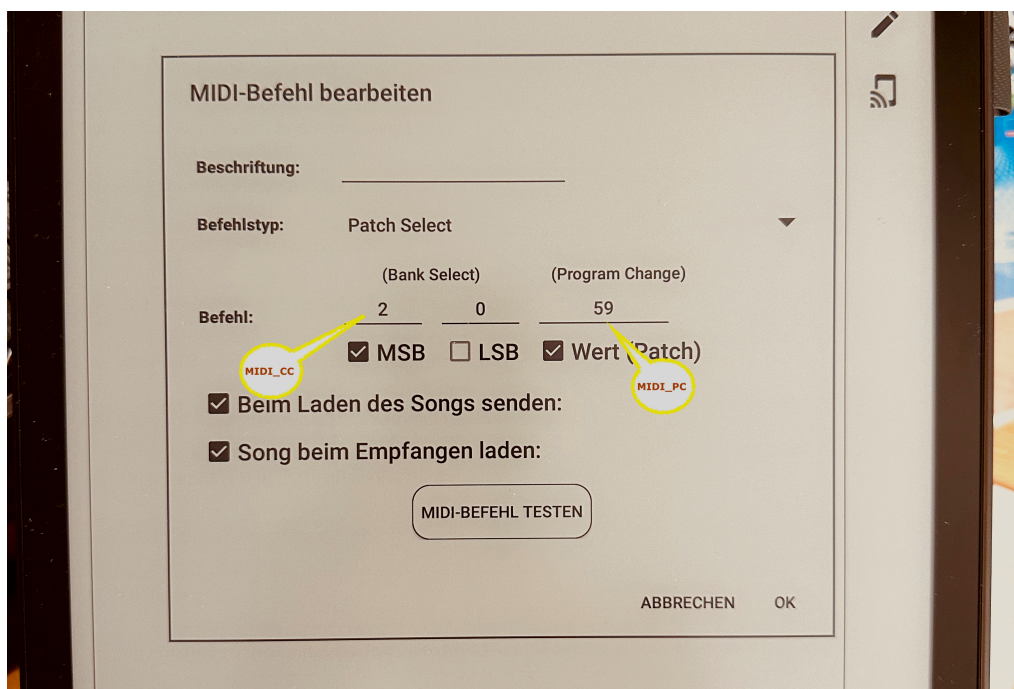 MIDI-Befehl bearbeiten
Beschriftung:
Befehlstyp: Patch Select
(Bank Select) (Program Change)
Befehl: 2 0 59
MSB LSB Wert (Patch)
MIDI_CC
MIDI_PC
Beim Laden des Songs senden:
Song beim Empfangen laden:
MIDI-BEFEHL TESTEN
ABBRECHEN OK